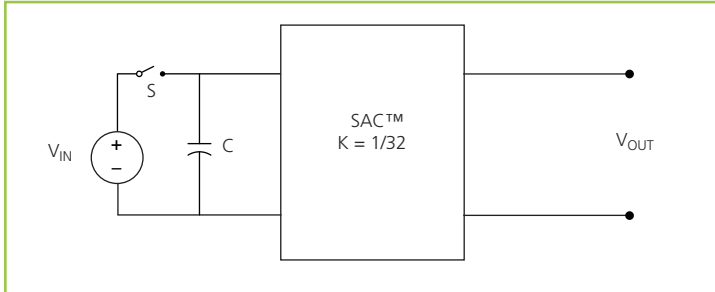 S
SAC™
K = 1/32
V_IN
+
–
C
V_OUT